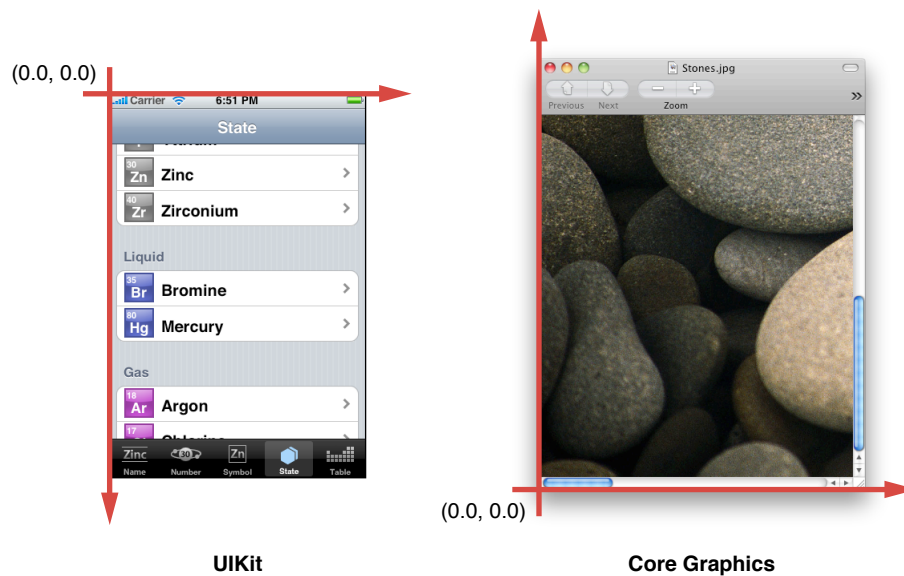 (0.0, 0.0)
Carrier 6:51 PM
State
30
Zn Zinc
40
Zr Zirconium
Liquid
35
Br Bromine
80
Hg Mercury
Gas
18
Ar Argon
17
Zinc 30 Zn
Name Number Symbol State Table
UIKit
Stones.jpg
Previous Next Zoom
(0.0, 0.0)
Core Graphics